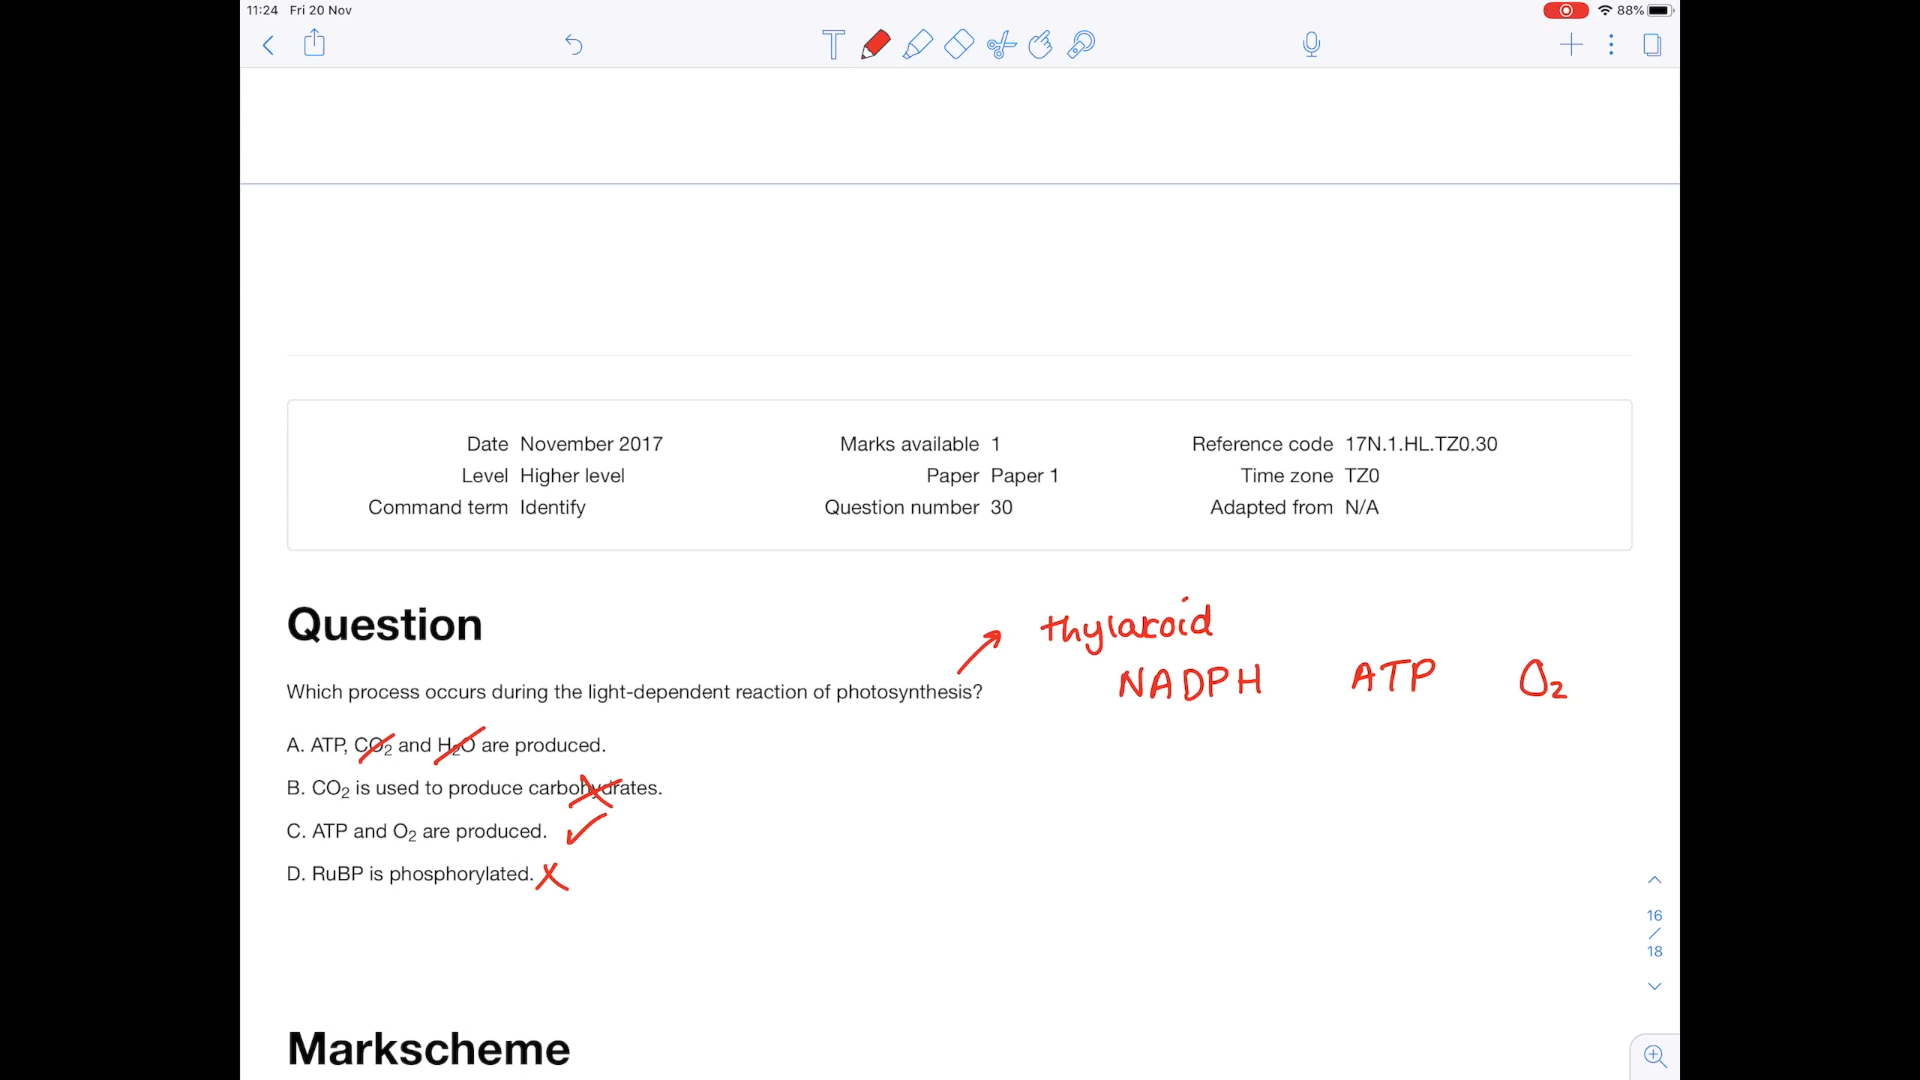 11:24 Fri 20 Nov
88%
Date November 2017 Marks available 1 Reference code 17N.1.HL.TZ0.30
Level Higher level Paper Paper 1 Time zone TZ0
Command term Identify Question number 30 Adapted from N/A
Question
thylakoid
NADPH ATP O₂
Which process occurs during the light-dependent reaction of photosynthesis?
A. ATP, CO₂ and H₂O are produced.
B. CO₂ is used to produce carbohydrates.
C. ATP and O₂ are produced.
D. RuBP is phosphorylated.
16
/
18
Markscheme